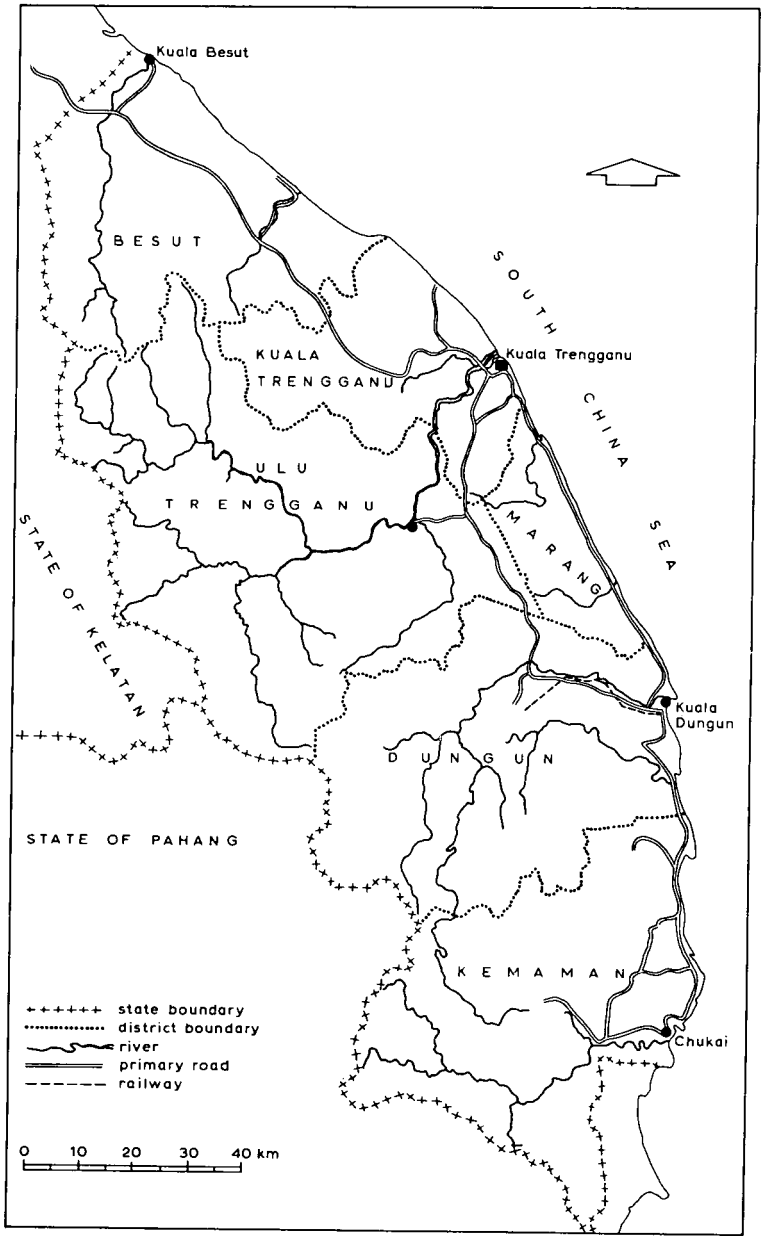 Kuala Besut
BESUT
SOUTH CHINA SEA
KUALA
TRENGGANU
Kuala Trengganu
ULU
TRENGGANU
MARANG
STATE OF KELATAN
Kuala
Dungun
DUNGUN
STATE OF PAHANG
KEMAMAN
Chukai
state boundary
district boundary
river
primary road
railway
0 10 20 30 40 km